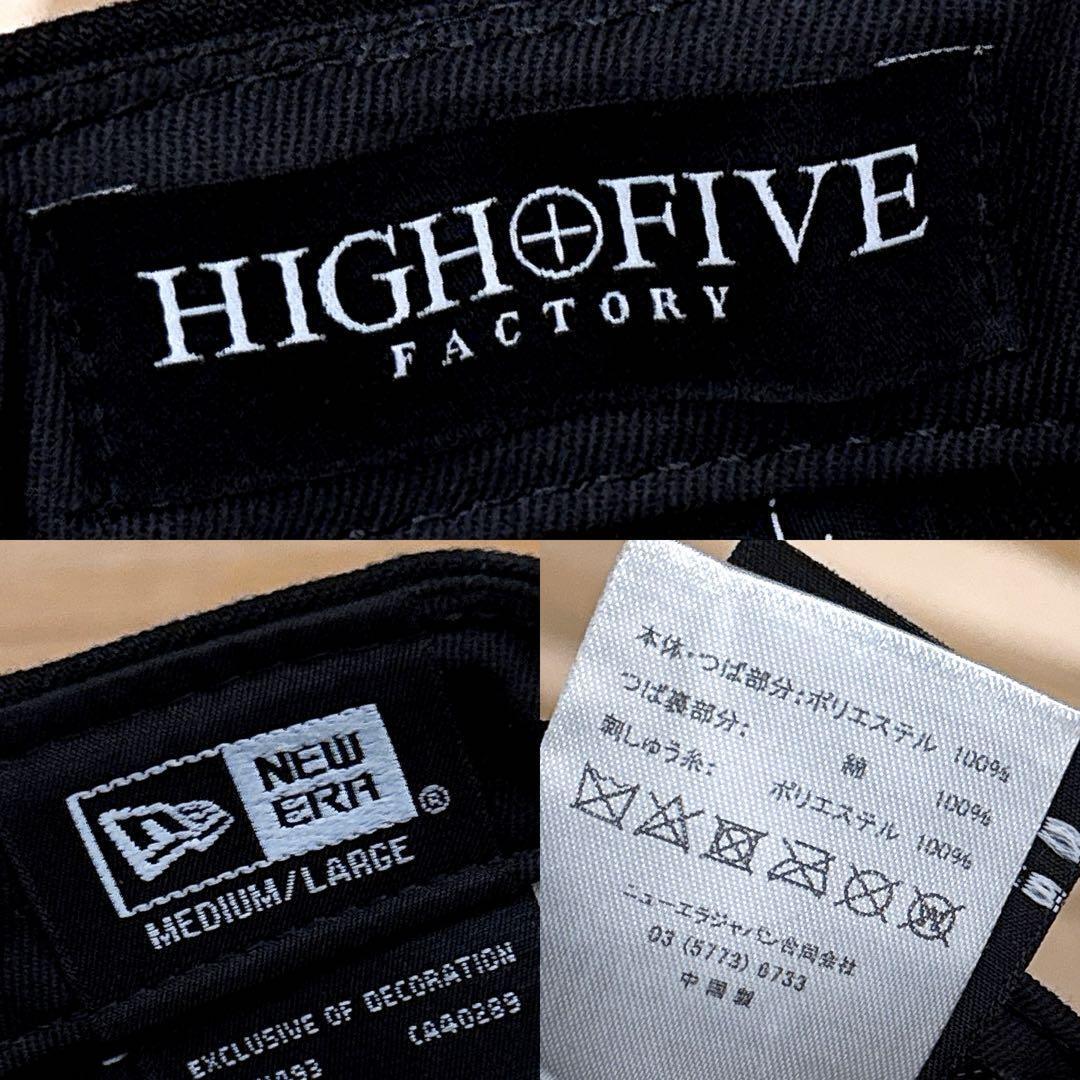 HIGH FIVE
FACTORY
NEW
ERA
®
MEDIUM/LARGE
EXCLUSIVE OF DECORATION
CA40289
本体・つば部分:ポリエステル 100%
つば裏部分: 綿 100%
刺しゅう糸: ポリエステル 100%
W
ニューエラジャパン合同会社
03 (5773) 6733
中国製